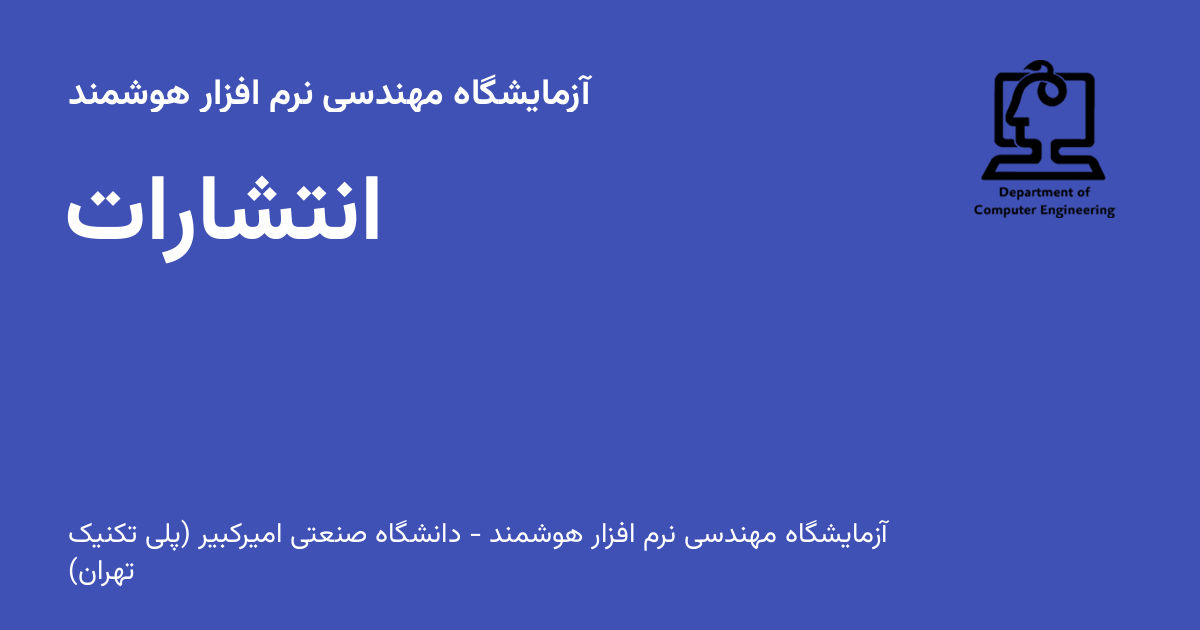 آزمایشگاه مهندسی نرم افزار هوشمند
انتشارات
Department of
Computer Engineering
آزمایشگاه مهندسی نرم افزار هوشمند - دانشگاه صنعتی امیرکبیر (پلی تکنیک
تهران)